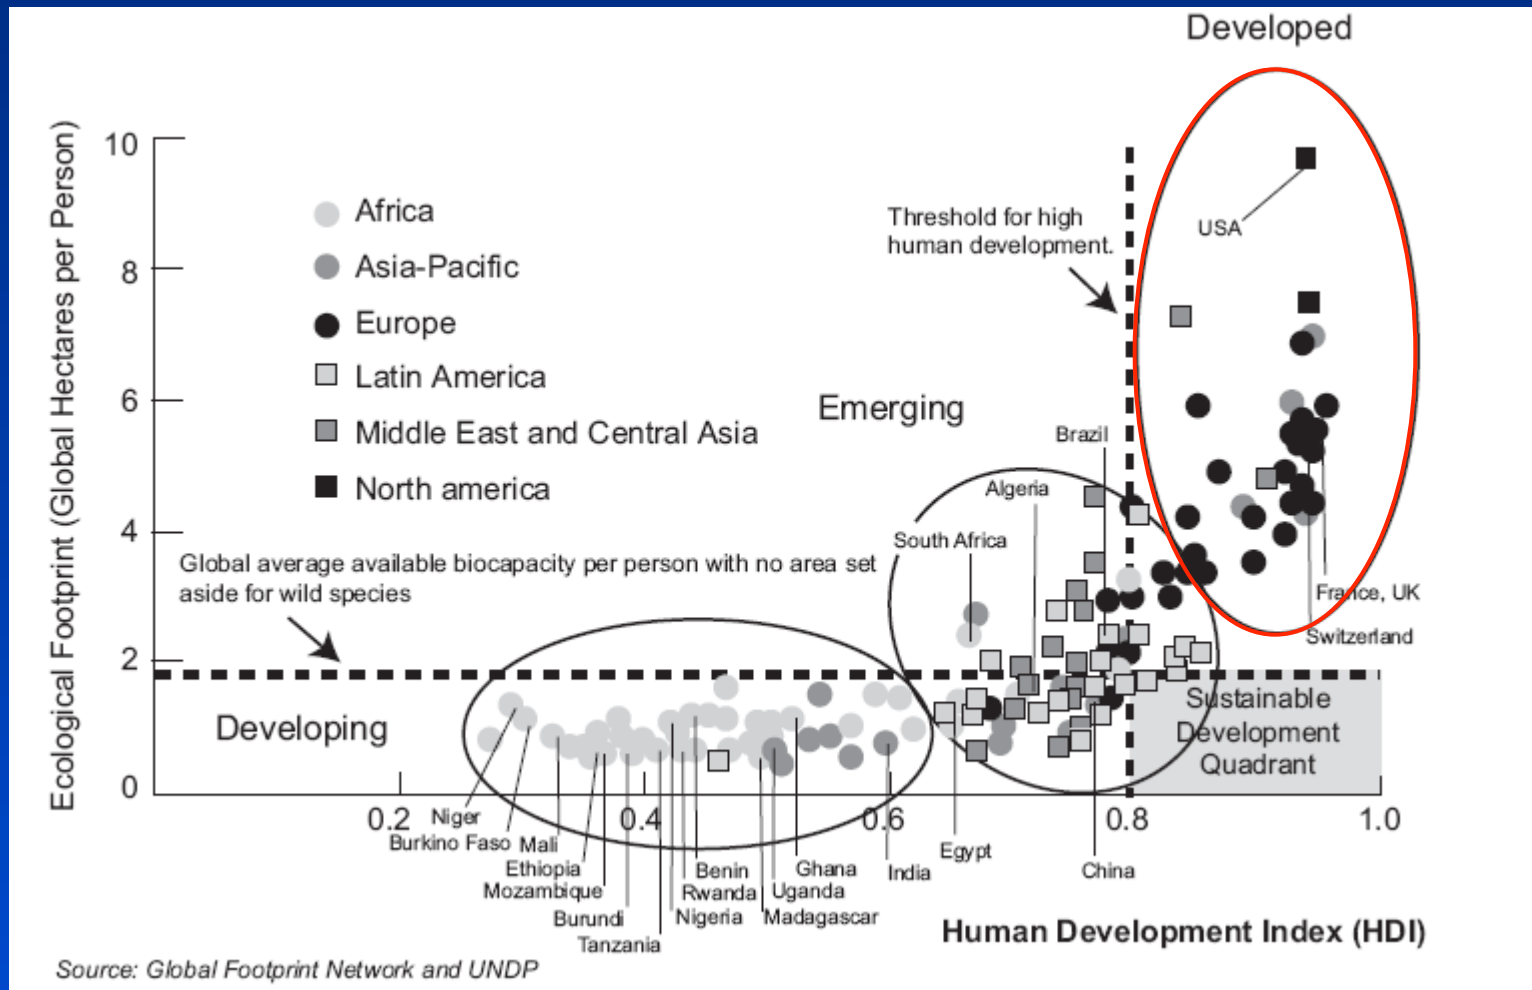 Developed
Ecological Footprint (Global Hectares per Person)
10
8
6
4
2
0
Africa
Asia-Pacific
Europe
Latin America
Middle East and Central Asia
North america
Threshold for high
human development.
USA
Emerging
Brazil
Algeria
South Africa
Global average available biocapacity per person with no area set
aside for wild species
France, UK
Switzerland
Developing
Sustainable
Development
Quadrant
0.2
0.4
0.6
0.8
1.0
Niger
Burkino Faso
Mali
Ethiopia
Mozambique
Burundi
Tanzania
Benin
Rwanda
Nigeria
Ghana
Uganda
Madagascar
India
Egypt
China
Human Development Index (HDI)
Source: Global Footprint Network and UNDP